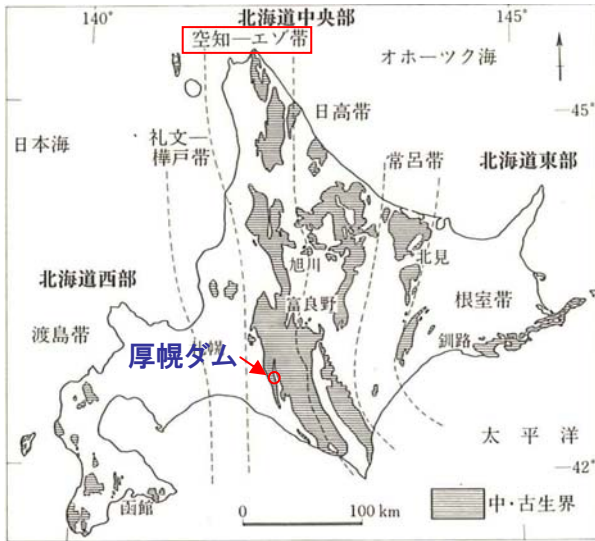 北海道中央部
140°
145°
空知―エゾ帯
オホーツク海
45°
日高帯
日本海
礼文―
樺戸帯
常呂帯
北海道東部
北見
旭川
北海道西部
富良野
根室帯
渡島帯
札幌
釧路
厚幌ダム
太平洋
42°
函館
0
100 km
中・古生界